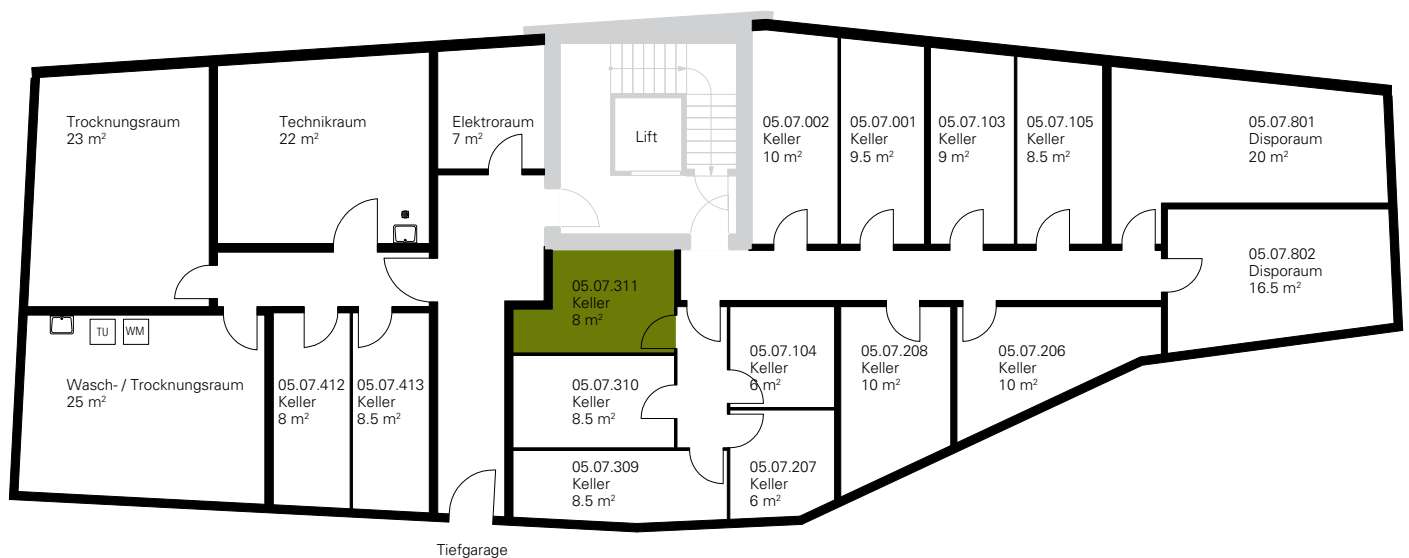 Trocknungsraum
23 m²
Technikraum
22 m²
Elektroraum
7 m²
Lift
05.07.002
Keller
10 m²
05.07.001
Keller
9.5 m²
05.07.103
Keller
9 m²
05.07.105
Keller
8.5 m²
05.07.801
Disporaum
20 m²
05.07.802
Disporaum
16.5 m²
05.07.311
Keller
8 m²
TU
WM
Wasch- / Trocknungsraum
25 m²
05.07.412
Keller
8 m²
05.07.413
Keller
8.5 m²
05.07.310
Keller
8.5 m²
05.07.104
Keller
6 m²
05.07.208
Keller
10 m²
05.07.206
Keller
10 m²
05.07.309
Keller
8.5 m²
05.07.207
Keller
6 m²
Tiefgarage